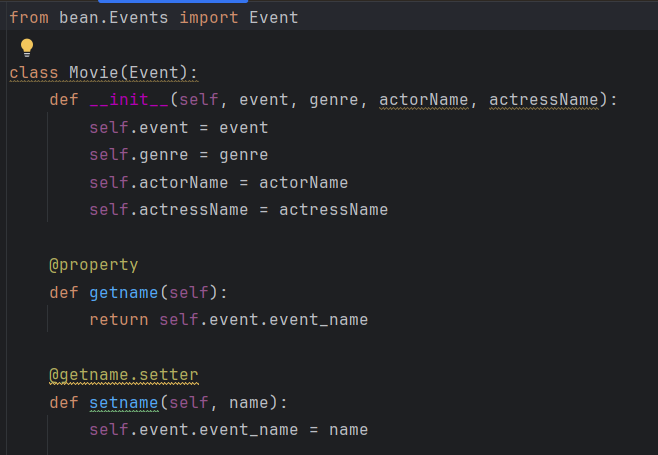 from bean.Events import Event
class Movie(Event):
def __init__(self, event, genre, actorName, actressName):
self.event = event
self.genre = genre
self.actorName = actorName
self.actressName = actressName
@property
def getname(self):
return self.event.event_name
@getname.setter
def setname(self, name):
self.event.event_name = name